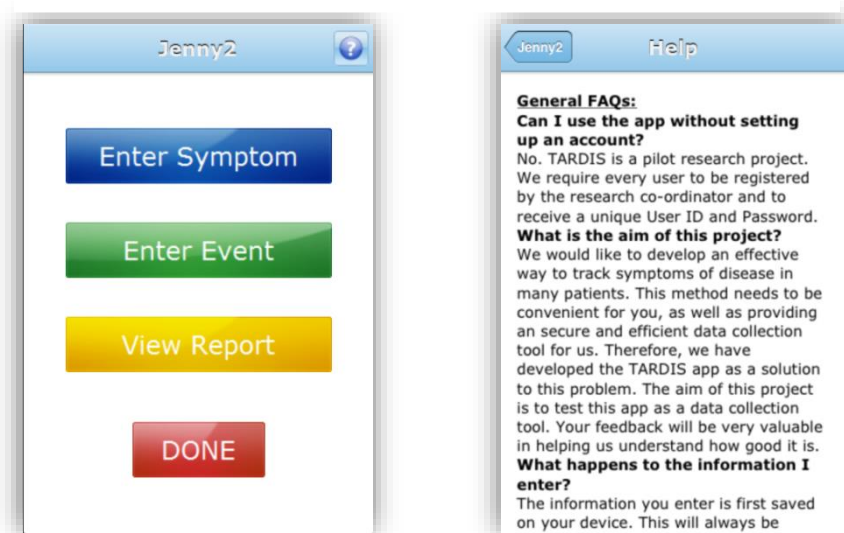 Jenny2
?
Enter Symptom
Enter Event
View Report
DONE
Jenny2
Help
General FAQs:
Can I use the app without setting
up an account?
No. TARDIS is a pilot research project.
We require every user to be registered
by the research co-ordinator and to
receive a unique User ID and Password.
What is the aim of this project?
We would like to develop an effective
way to track symptoms of disease in
many patients. This method needs to be
convenient for you, as well as providing
an secure and efficient data collection
tool for us. Therefore, we have
developed the TARDIS app as a solution
to this problem. The aim of this project
is to test this app as a data collection
tool. Your feedback will be very valuable
in helping us understand how good it is.
What happens to the information I
enter?
The information you enter is first saved
on your device. This will always be